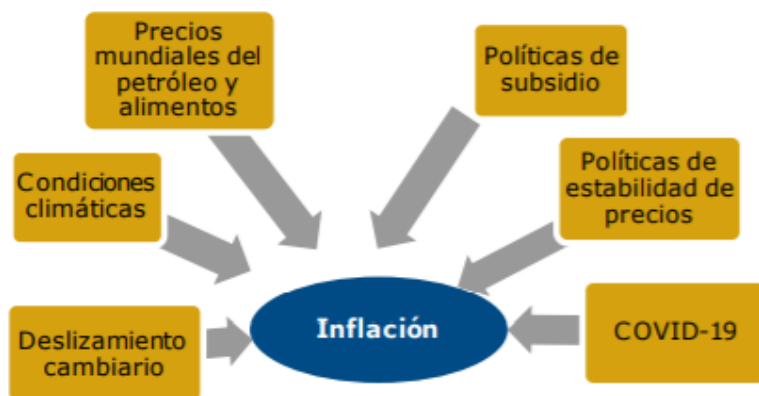 Precios
mundiales del
petróleo y
alimentos
Políticas de
subsidio
Condiciones
climáticas
Políticas de
estabilidad de
precios
Deslizamiento
cambiario
Inflación
COVID-19